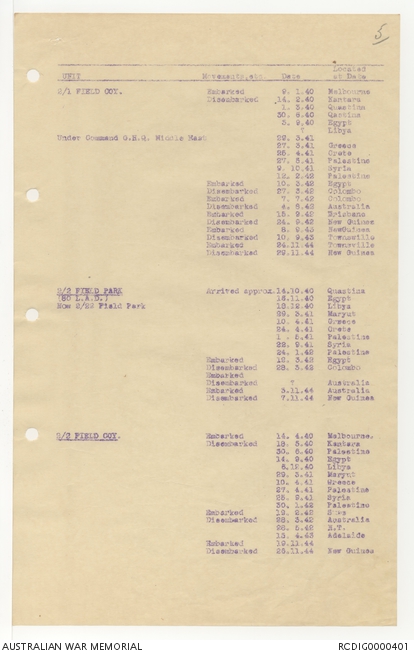 5
Located
UNIT Movements, etc. Date at Date
2/1 FIELD COY. Embarked 9. 1.40 Melbourne
Disembarked 14. 2.40 Kantara
1. 3.40 Quastina
30. 8.40 Qastina
3. 9.40 Egypt
? Libya
Under Command G.H.Q. Middle East 22. 3.41
27. 3.41 Greece
25. 4.41 Crete
27. 5.41 Palestine
9. 10.41 Syria
12. 2.42 Palestine
Embarked 10. 3.42 Egypt
Disembarked 27. 3.42 Colombo
Embarked 7. 7.42 Colombo
Disembarked 4. 8.42 Australia
Embarked 15. 9.42 Brisbane
Disembarked 24. 9.42 New Guinea
Embarked 8. 9.43 NewGuinea
Disembarked 10. 9.43 Townsville
Embarked 24.11.44 Townsville
Disembarked 29.11.44 New Guinea
2/2 FIELD PARK Arrived approx. 14.10.40 Quastina
(60 L.A.D.) 18.11.40 Egypt
Now 2/22 Field Park 18.12.40 Libya
29. 3.41 Maryut
10. 4.41 Greece
24. 4.41 Crete
1. 5.41 Palestine
22. 9.41 Syria
24. 1.42 Palestine
Embarked 10. 3.42 Egypt
Disembarked 28. 3.42 Colombo
Embarked
Disembarked ? Australia
Embarked 3.11.44 Australia
Disembarked 7.11.44 New Guinea
2/2 FIELD COY. Embarked 14. 4.40 Melbourne.
Disembarked 18. 5.40 Kantara
30. 6.40 Palestine
14. 9.40 Egypt
8.12.40 Libya
29. 3.41 Maryut
10. 4.41 Greece
27. 4.41 Palestine
25. 9.41 Syria
30. 1.42 Palestine
Embarked 19. 2.42 Suez
Disembarked 28. 3.42 Australia
28. 5.42 N.T.
13. 4.43 Adelaide
Embarked 19.11.44
Disembarked 25.11.44 New Guinea
AUSTRALIAN WAR MEMORIAL RCDIG0000401